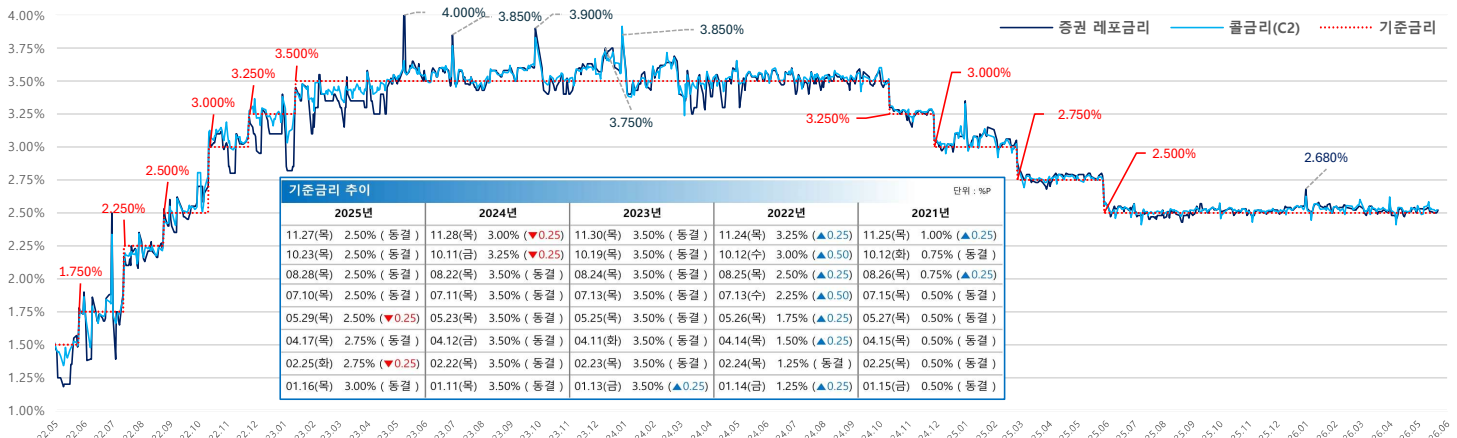 증권 레포금리 콜금리(C2) 기준금리
4.00%
3.75%
3.50%
3.25%
3.00%
2.75%
2.50%
2.25%
2.00%
1.75%
1.50%
1.25%
1.00%
1.750%
2.250%
2.500%
3.000%
3.250%
3.500%
4.000%
3.850%
3.900%
3.850%
3.750%
3.250%
3.000%
2.750%
2.500%
2.680%
기준금리 추이 단위 : %P
2025년 2024년 2023년 2022년 2021년
11.27(목) 2.50% ( 동결 ) 11.28(목) 3.00% (▼0.25) 11.30(목) 3.50% ( 동결 ) 11.24(목) 3.25% (▲0.25) 11.25(목) 1.00% (▲0.25)
10.23(목) 2.50% ( 동결 ) 10.11(금) 3.25% (▼0.25) 10.19(목) 3.50% ( 동결 ) 10.12(수) 3.00% (▲0.50) 10.12(화) 0.75% ( 동결 )
08.28(목) 2.50% ( 동결 ) 08.22(목) 3.50% ( 동결 ) 08.24(목) 3.50% ( 동결 ) 08.25(목) 2.50% (▲0.25) 08.26(목) 0.75% (▲0.25)
07.10(목) 2.50% ( 동결 ) 07.11(목) 3.50% ( 동결 ) 07.13(목) 3.50% ( 동결 ) 07.13(수) 2.25% (▲0.50) 07.15(목) 0.50% ( 동결 )
05.29(목) 2.50% (▼0.25) 05.23(목) 3.50% ( 동결 ) 05.25(목) 3.50% ( 동결 ) 05.26(목) 1.75% (▲0.25) 05.27(목) 0.50% ( 동결 )
04.17(목) 2.75% ( 동결 ) 04.12(금) 3.50% ( 동결 ) 04.11(화) 3.50% ( 동결 ) 04.14(목) 1.50% (▲0.25) 04.15(목) 0.50% ( 동결 )
02.25(화) 2.75% (▼0.25) 02.22(목) 3.50% ( 동결 ) 02.23(목) 3.50% ( 동결 ) 02.24(목) 1.25% ( 동결 ) 02.25(목) 0.50% ( 동결 )
01.16(목) 3.00% ( 동결 ) 01.11(목) 3.50% ( 동결 ) 01.13(금) 3.50% (▲0.25) 01.14(금) 1.25% (▲0.25) 01.15(금) 0.50% ( 동결 )